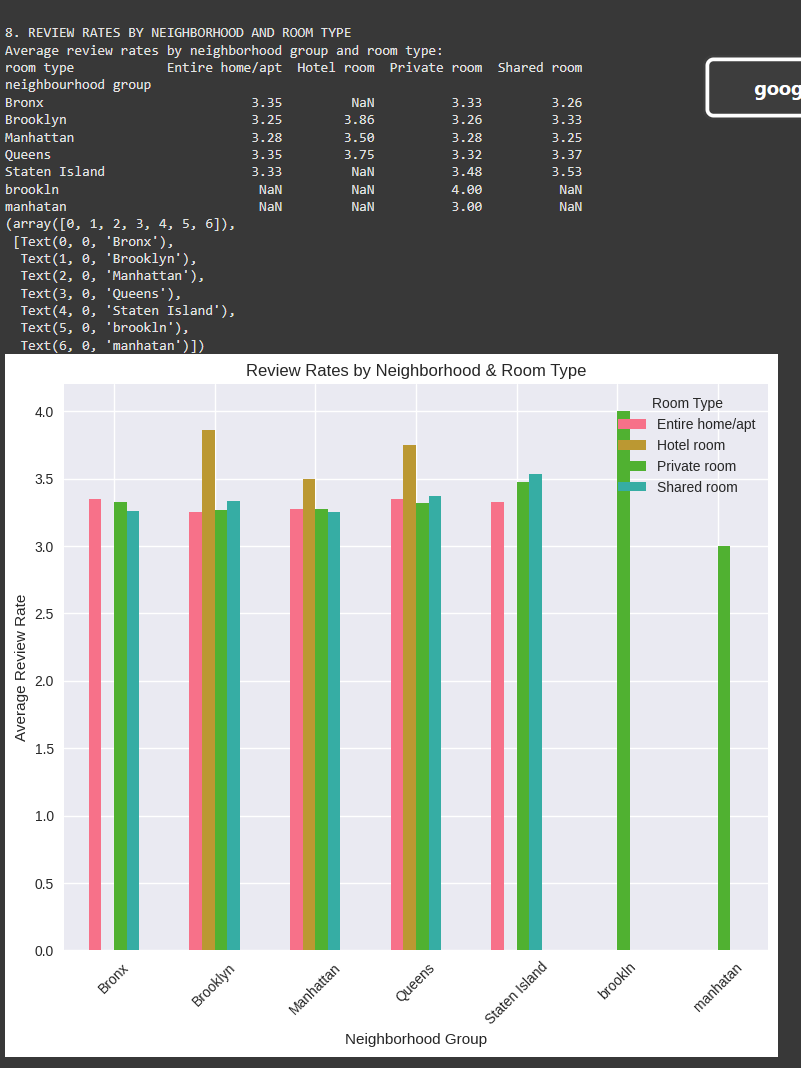 8. REVIEW RATES BY NEIGHBORHOOD AND ROOM TYPE
Average review rates by neighborhood group and room type:
room type            Entire home/apt  Hotel room  Private room  Shared room
neighbourhood group
Bronx                           3.35         NaN          3.33         3.26
Brooklyn                        3.25        3.86          3.26         3.33
Manhattan                       3.28        3.50          3.28         3.25
Queens                          3.35        3.75          3.32         3.37
Staten Island                   3.33         NaN          3.48         3.53
brookln                          NaN         NaN          4.00          NaN
manhatan                         NaN         NaN          3.00          NaN
(array([0, 1, 2, 3, 4, 5, 6]),
 [Text(0, 0, 'Bronx'),
  Text(1, 0, 'Brooklyn'),
  Text(2, 0, 'Manhattan'),
  Text(3, 0, 'Queens'),
  Text(4, 0, 'Staten Island'),
  Text(5, 0, 'brookln'),
  Text(6, 0, 'manhatan')])
goog
Review Rates by Neighborhood & Room Type
Room Type
Entire home/apt
Hotel room
Private room
Shared room
Average Review Rate
4.0
3.5
3.0
2.5
2.0
1.5
1.0
0.5
0.0
Bronx
Brooklyn
Manhattan
Queens
Staten Island
brookln
manhatan
Neighborhood Group